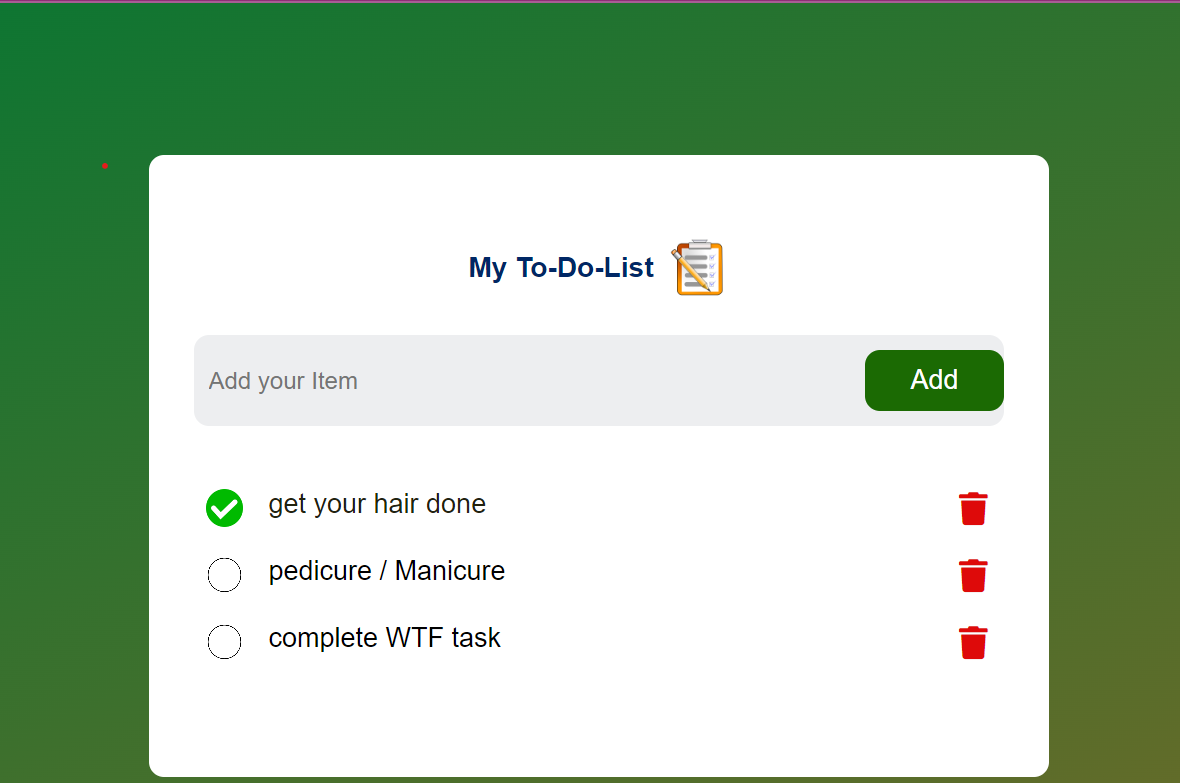 My To-Do-List
Add your Item
Add
get your hair done
pedicure / Manicure
complete WTF task